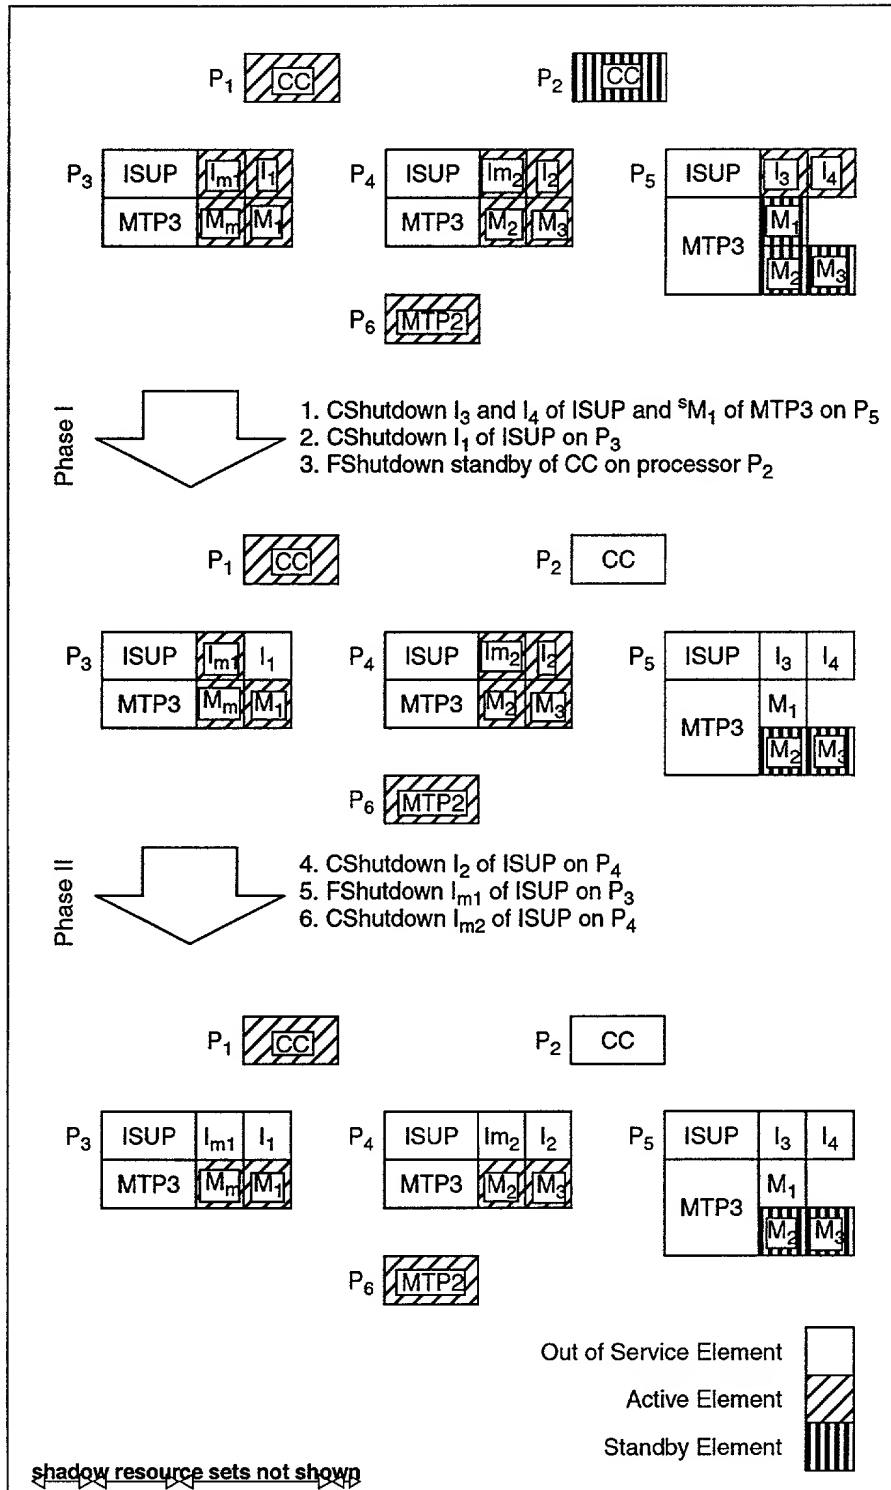 P1 CC P2 CC
P3 ISUP Im1 I1 P4 ISUP Im2 I2 P5 ISUP I3 I4
MTP3 Mm M1 MTP3 M2 M3 MTP3 M1
M2 M3
P6 MTP2
Phase I
1. CShutdown I3 and I4 of ISUP and sM1 of MTP3 on P5
2. CShutdown I1 of ISUP on P3
3. FShutdown standby of CC on processor P2
P1 CC P2 CC
P3 ISUP Im1 I1 P4 ISUP Im2 I2 P5 ISUP I3 I4
MTP3 Mm M1 MTP3 M2 M3 MTP3 M1
M2 M3
P6 MTP2
Phase II
4. CShutdown I2 of ISUP on P4
5. FShutdown Im1 of ISUP on P3
6. CShutdown Im2 of ISUP on P4
P1 CC P2 CC
P3 ISUP Im1 I1 P4 ISUP Im2 I2 P5 ISUP I3 I4
MTP3 Mm M1 MTP3 M2 M3 MTP3 M1
M2 M3
P6 MTP2
Out of Service Element
Active Element
Standby Element
shadow resource sets not shown